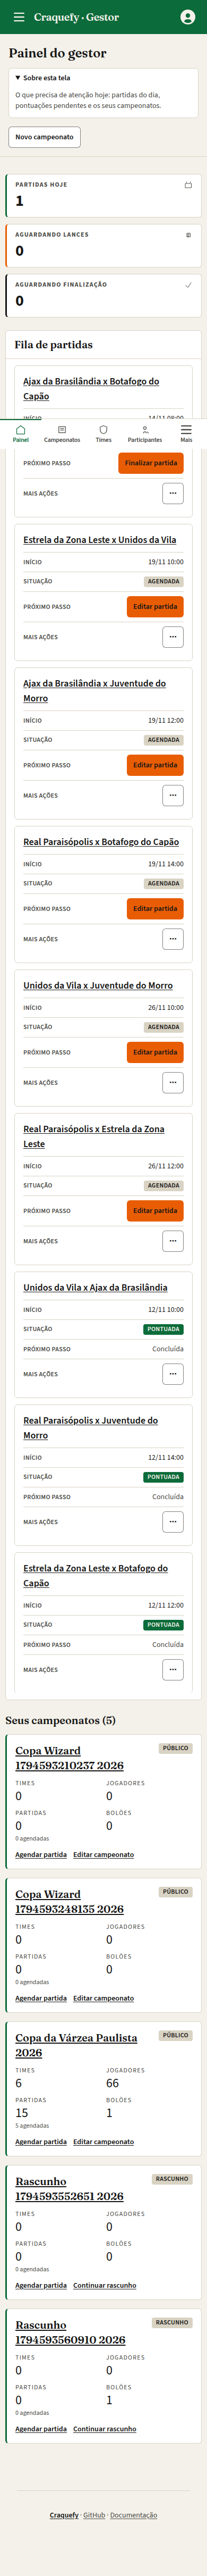 Craquefy · Gestor
Painel do gestor
▼ Sobre esta tela
O que precisa de atenção hoje: partidas do dia,
pontuações pendentes e os seus campeonatos.
Novo campeonato
PARTIDAS HOJE
1
AGUARDANDO LANCES
0
AGUARDANDO FINALIZAÇÃO
0
Fila de partidas
Ajax da Brasilândia x Botafogo do
Capão
Painel
Campeonatos
Times
Participantes
Mais
PRÓXIMO PASSO
Finalizar partida
MAIS AÇÕES
···
Estrela da Zona Leste x Unidos da Vila
INÍCIO
19/11 10:00
SITUAÇÃO
AGENDADA
PRÓXIMO PASSO
Editar partida
MAIS AÇÕES
···
Ajax da Brasilândia x Juventude do
Morro
INÍCIO
19/11 12:00
SITUAÇÃO
AGENDADA
PRÓXIMO PASSO
Editar partida
MAIS AÇÕES
···
Real Paraisópolis x Botafogo do Capão
INÍCIO
19/11 14:00
SITUAÇÃO
AGENDADA
PRÓXIMO PASSO
Editar partida
MAIS AÇÕES
···
Unidos da Vila x Juventude do Morro
INÍCIO
26/11 10:00
SITUAÇÃO
AGENDADA
PRÓXIMO PASSO
Editar partida
MAIS AÇÕES
···
Real Paraisópolis x Estrela da Zona
Leste
INÍCIO
26/11 12:00
SITUAÇÃO
AGENDADA
PRÓXIMO PASSO
Editar partida
MAIS AÇÕES
···
Unidos da Vila x Ajax da Brasilândia
INÍCIO
12/11 10:00
SITUAÇÃO
PONTUADA
PRÓXIMO PASSO
Concluída
MAIS AÇÕES
···
Real Paraisópolis x Juventude do
Morro
INÍCIO
12/11 14:00
SITUAÇÃO
PONTUADA
PRÓXIMO PASSO
Concluída
MAIS AÇÕES
···
Estrela da Zona Leste x Botafogo do
Capão
INÍCIO
12/11 12:00
SITUAÇÃO
PONTUADA
PRÓXIMO PASSO
Concluída
MAIS AÇÕES
···
Seus campeonatos (5)
Copa Wizard
1794593210237 2026
PÚBLICO
TIMES
0
JOGADORES
0
PARTIDAS
0
0 agendadas
BOLÕES
0
Agendar partida Editar campeonato
Copa Wizard
1794593248135 2026
PÚBLICO
TIMES
0
JOGADORES
0
PARTIDAS
0
0 agendadas
BOLÕES
0
Agendar partida Editar campeonato
Copa da Várzea Paulista
2026
PÚBLICO
TIMES
6
JOGADORES
66
PARTIDAS
15
5 agendadas
BOLÕES
1
Agendar partida Editar campeonato
Rascunho
1794593552651 2026
RASCUNHO
TIMES
0
JOGADORES
0
PARTIDAS
0
0 agendadas
BOLÕES
0
Agendar partida Continuar rascunho
Rascunho
1794593560910 2026
RASCUNHO
TIMES
0
JOGADORES
0
PARTIDAS
0
0 agendadas
BOLÕES
1
Agendar partida Continuar rascunho
Craquefy · GitHub · Documentação